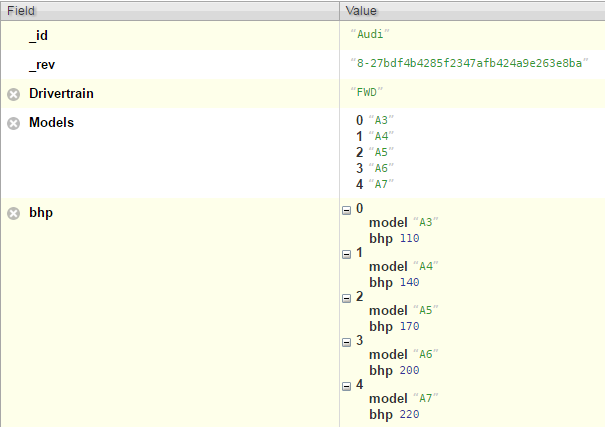 Field Value
_id "Audi"
_rev "8-27bdf4b4285f2347afb424a9e263e8ba"
Drivertrain "FWD"
Models 0 "A3"
1 "A4"
2 "A5"
3 "A6"
4 "A7"
bhp 0
model "A3"
bhp 110
1
model "A4"
bhp 140
2
model "A5"
bhp 170
3
model "A6"
bhp 200
4
model "A7"
bhp 220